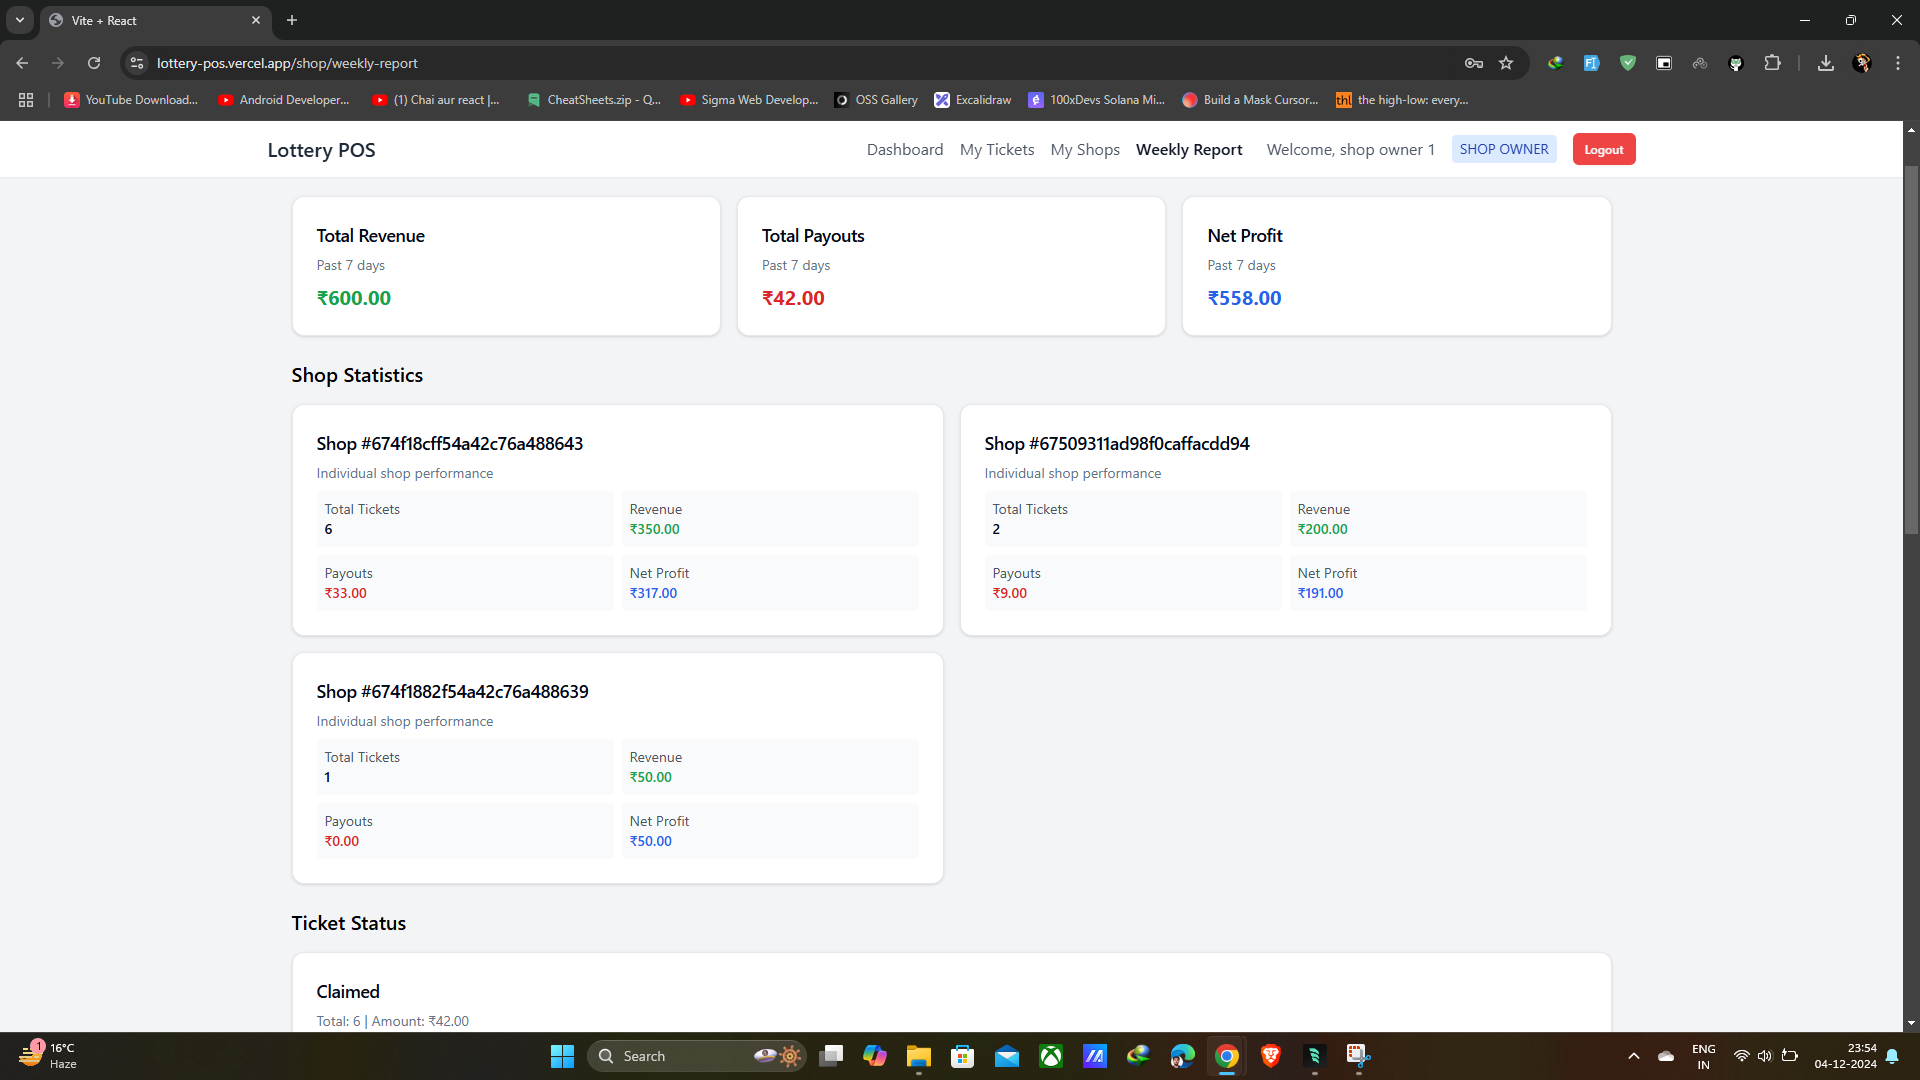 Vite + React
lottery-pos.vercel.app/shop/weekly-report
YouTube Download...
Android Developer...
(1) Chai aur react |...
CheatSheets.zip - Q...
Sigma Web Develop...
OSS Gallery
Excalidraw
100xDevs Solana Mi...
Build a Mask Cursor...
thl
the high-low: every...
Lottery POS
Dashboard
My Tickets
My Shops
Weekly Report
Welcome, shop owner 1
SHOP OWNER
Logout
Total Revenue
Past 7 days
₹600.00
Total Payouts
Past 7 days
₹42.00
Net Profit
Past 7 days
₹558.00
Shop Statistics
Shop #674f18cff54a42c76a488643
Individual shop performance
Total Tickets
6
Revenue
₹350.00
Payouts
₹33.00
Net Profit
₹317.00
Shop #67509311ad98f0caffacdd94
Individual shop performance
Total Tickets
2
Revenue
₹200.00
Payouts
₹9.00
Net Profit
₹191.00
Shop #674f1882f54a42c76a488639
Individual shop performance
Total Tickets
1
Revenue
₹50.00
Payouts
₹0.00
Net Profit
₹50.00
Ticket Status
Claimed
Total: 6 | Amount: ₹42.00
1
16°C
Haze
Search
ENG
IN
23:54
04-12-2024